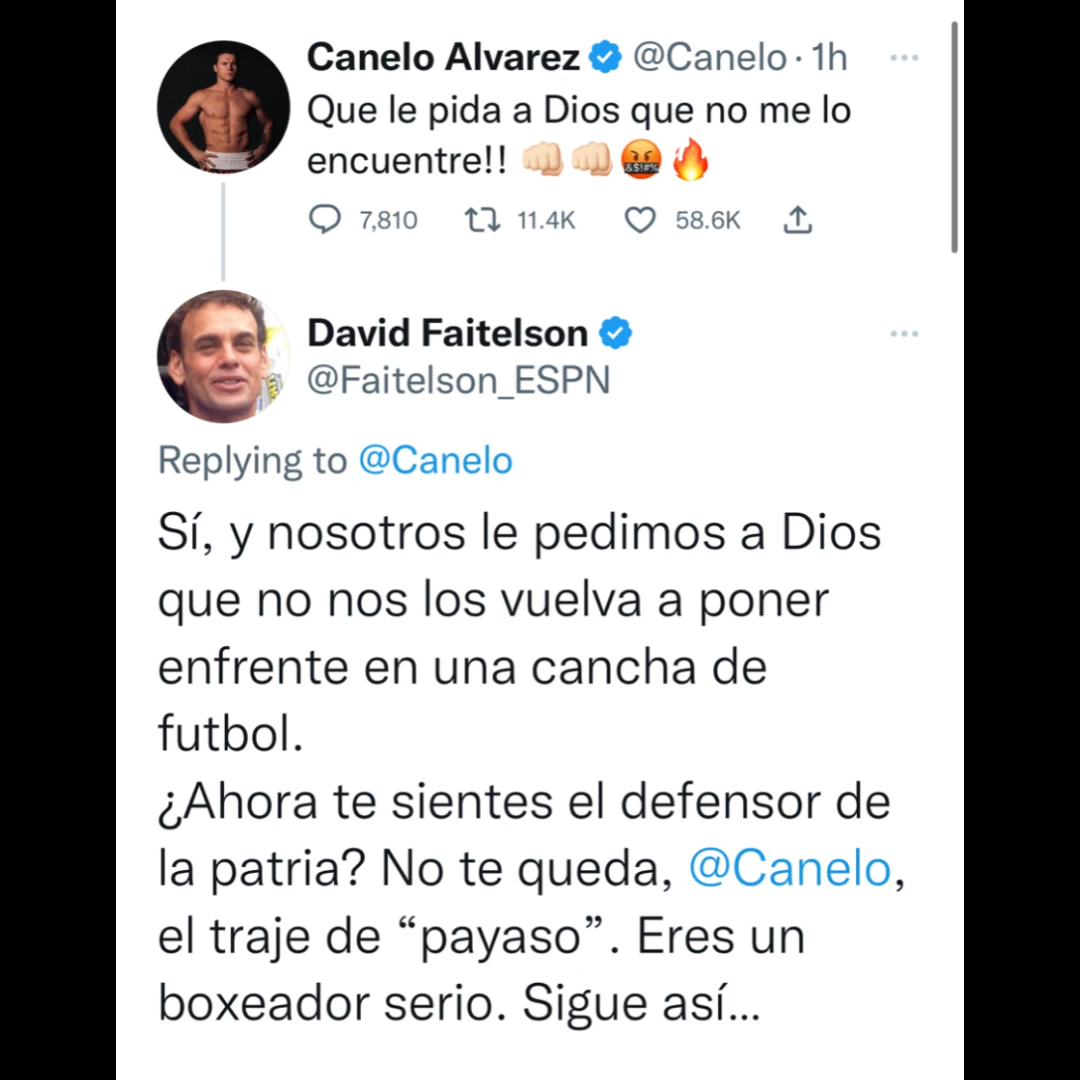 Canelo Alvarez @Canelo · 1h
Que le pida a Dios que no me lo
encuentre!! 👊🏻👊🏻🤬🔥
7,810 11.4K 58.6K
David Faitelson
@Faitelson_ESPN
Replying to @Canelo
Sí, y nosotros le pedimos a Dios
que no nos los vuelva a poner
enfrente en una cancha de
futbol.
¿Ahora te sientes el defensor de
la patria? No te queda, @Canelo,
el traje de “payaso”. Eres un
boxeador serio. Sigue así...